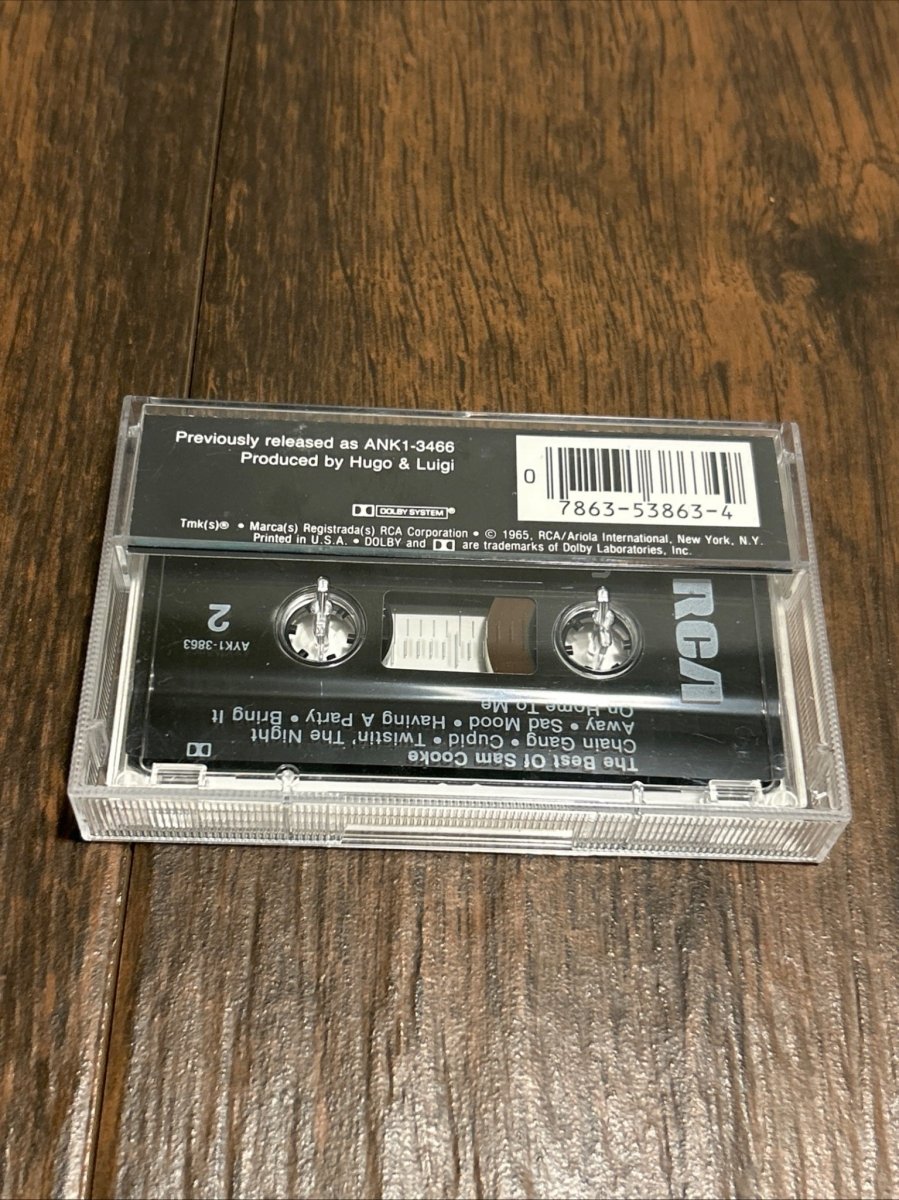 Previously released as ANK1-3466
Produced by Hugo & Luigi
0 7863-53863-4
DOLBY SYSTEM®
Tmk(s)® • Marca(s) Registrada(s) RCA Corporation • © 1965, RCA/Ariola International, New York, N.Y.
Printed in U.S.A. • DOLBY and are trademarks of Dolby Laboratories, Inc.
RCA
2
AYK1-3863
The Best Of Sam Cooke
Chain Gang • Cupid • Twistin' The Night
Away • Sad Mood • Having A Party • Bring It
On Home To Me